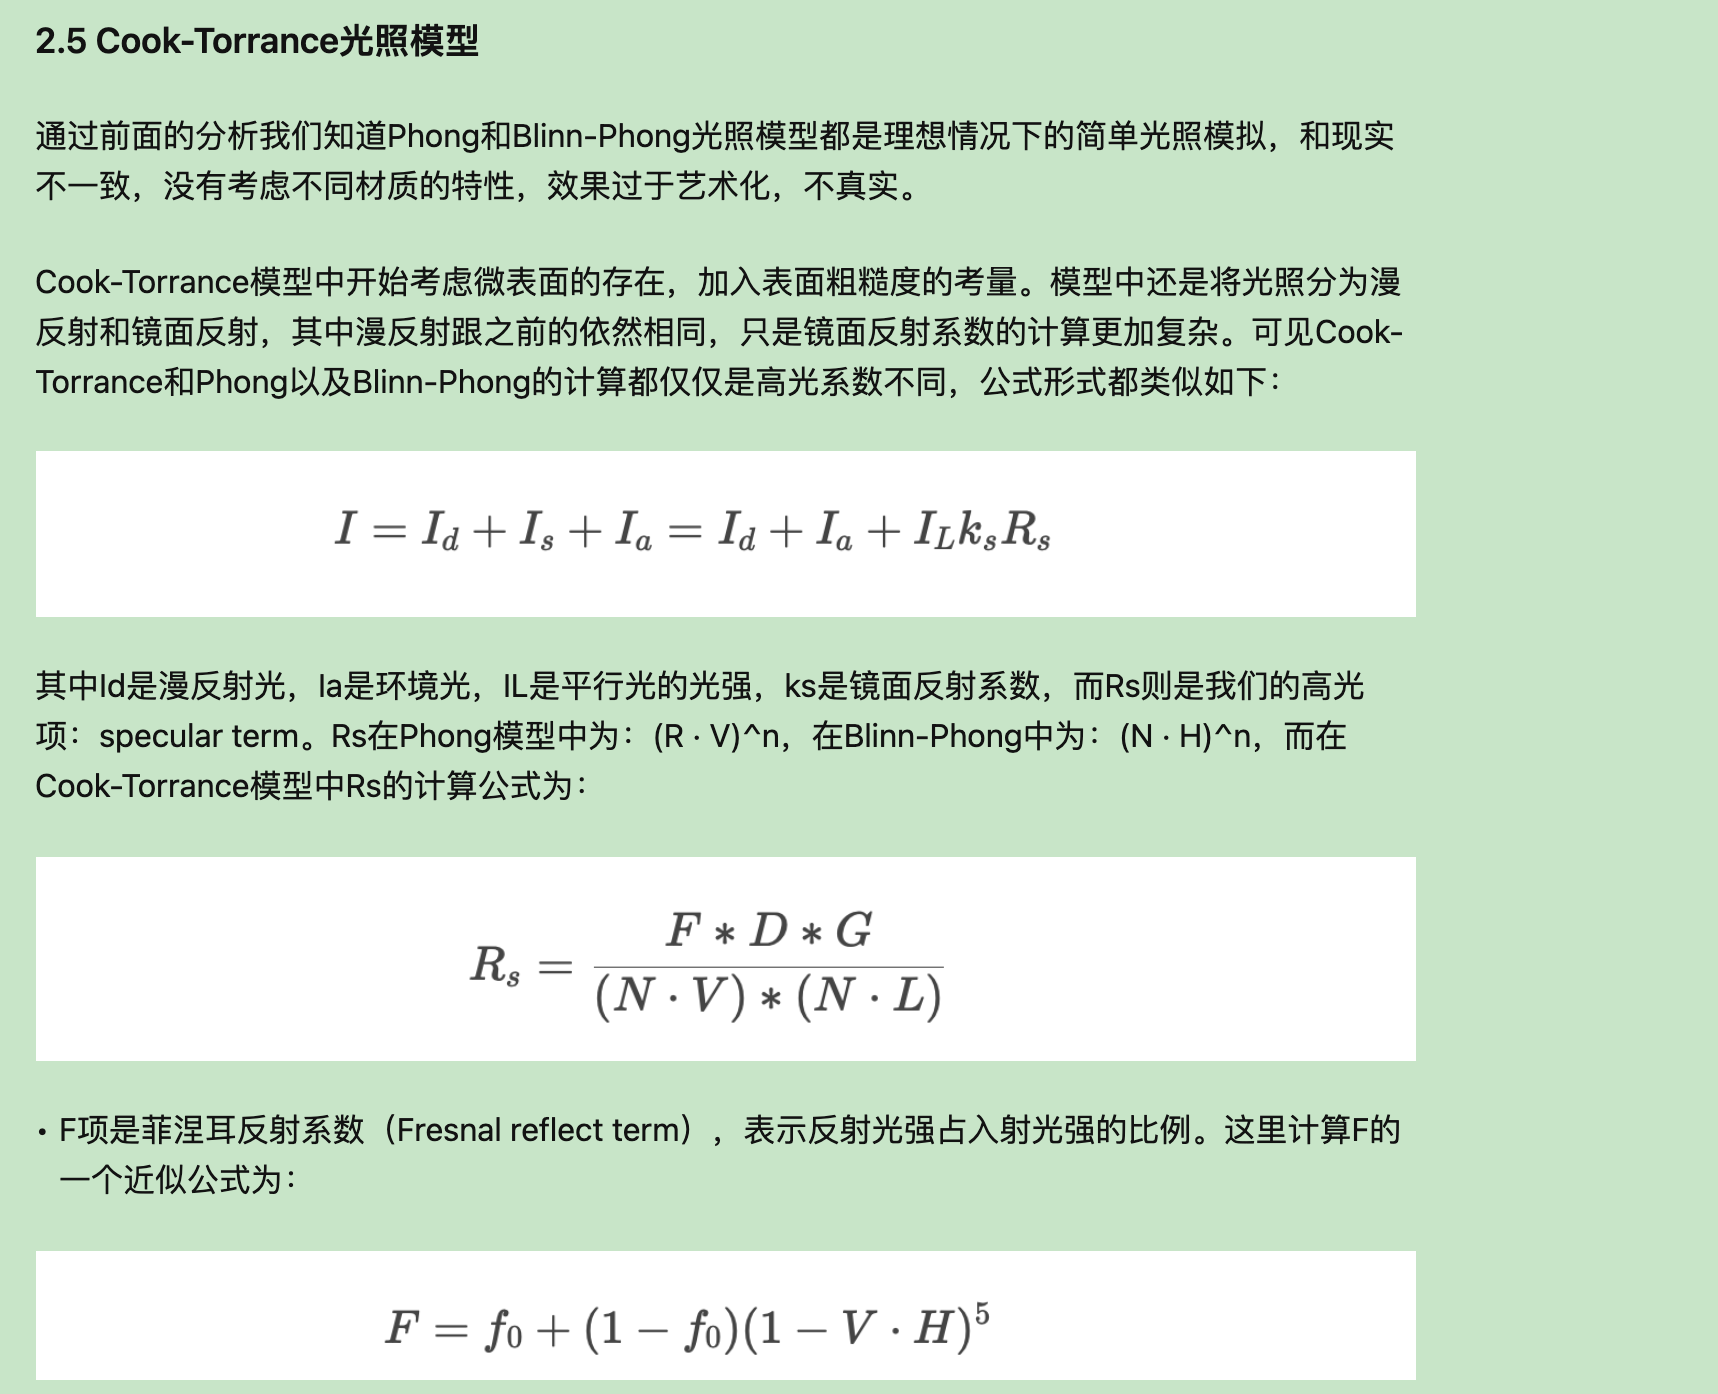 2.5 Cook-Torrance光照模型
通过前面的分析我们知道Phong和Blinn-Phong光照模型都是理想情况下的简单光照模拟，和现实
不一致，没有考虑不同材质的特性，效果过于艺术化，不真实。
Cook-Torrance模型中开始考虑微表面的存在，加入表面粗糙度的考量。模型中还是将光照分为漫
反射和镜面反射，其中漫反射跟之前的依然相同，只是镜面反射系数的计算更加复杂。可见Cook-
Torrance和Phong以及Blinn-Phong的计算都仅仅是高光系数不同，公式形式都类似如下：
I = I_d + I_s + I_a = I_d + I_a + I_L k_s R_s
其中Id是漫反射光，Ia是环境光，IL是平行光的光强，ks是镜面反射系数，而Rs则是我们的高光
项：specular term。Rs在Phong模型中为：(R · V)^n，在Blinn-Phong中为：(N · H)^n，而在
Cook-Torrance模型中Rs的计算公式为：
R_s = \frac{F * D * G}{(N · V) * (N · L)}
• F项是菲涅耳反射系数（Fresnal reflect term），表示反射光强占入射光强的比例。这里计算F的
一个近似公式为：
F = f_0 + (1 − f_0)(1 − V · H)^5